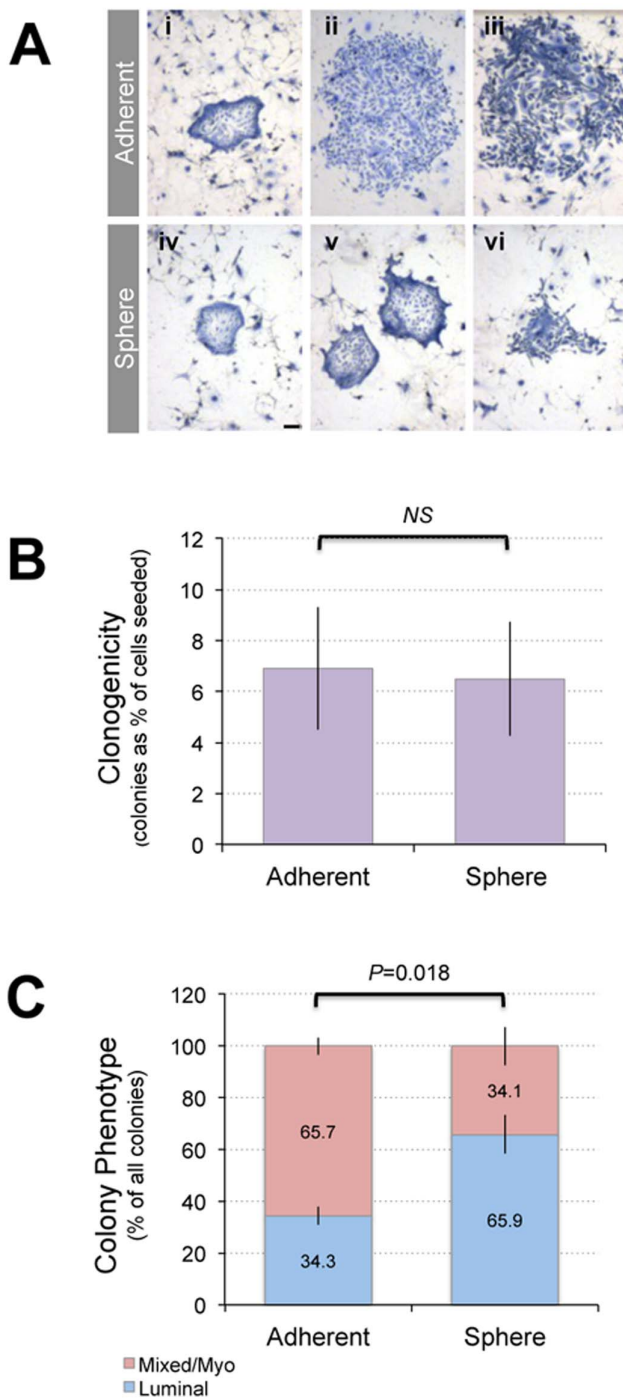 A
Adherent
i
ii
iii
Sphere
iv
v
vi
B
NS
Clonogenicity
(colonies as % of cells seeded)
12
10
8
6
4
2
0
Adherent
Sphere
C
P=0.018
Colony Phenotype
(% of all colonies)
120
100
80
60
40
20
0
65.7
34.3
34.1
65.9
Adherent
Sphere
Mixed/Myo
Luminal